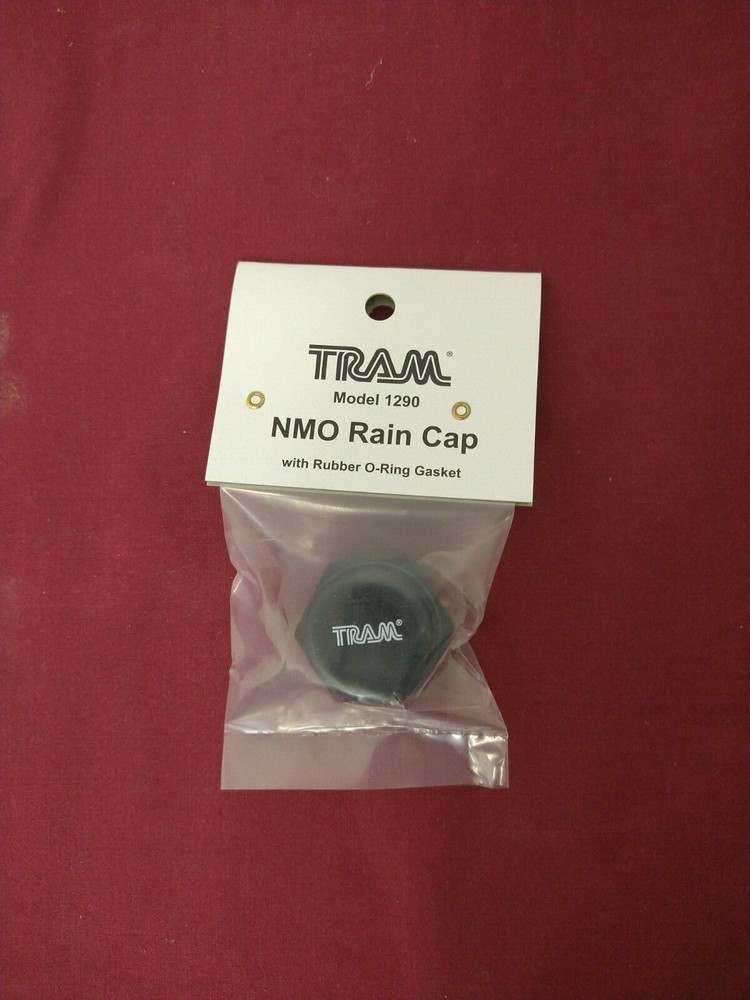 TRAM®
Model 1290
NMO Rain Cap
with Rubber O-Ring Gasket
TRAM®